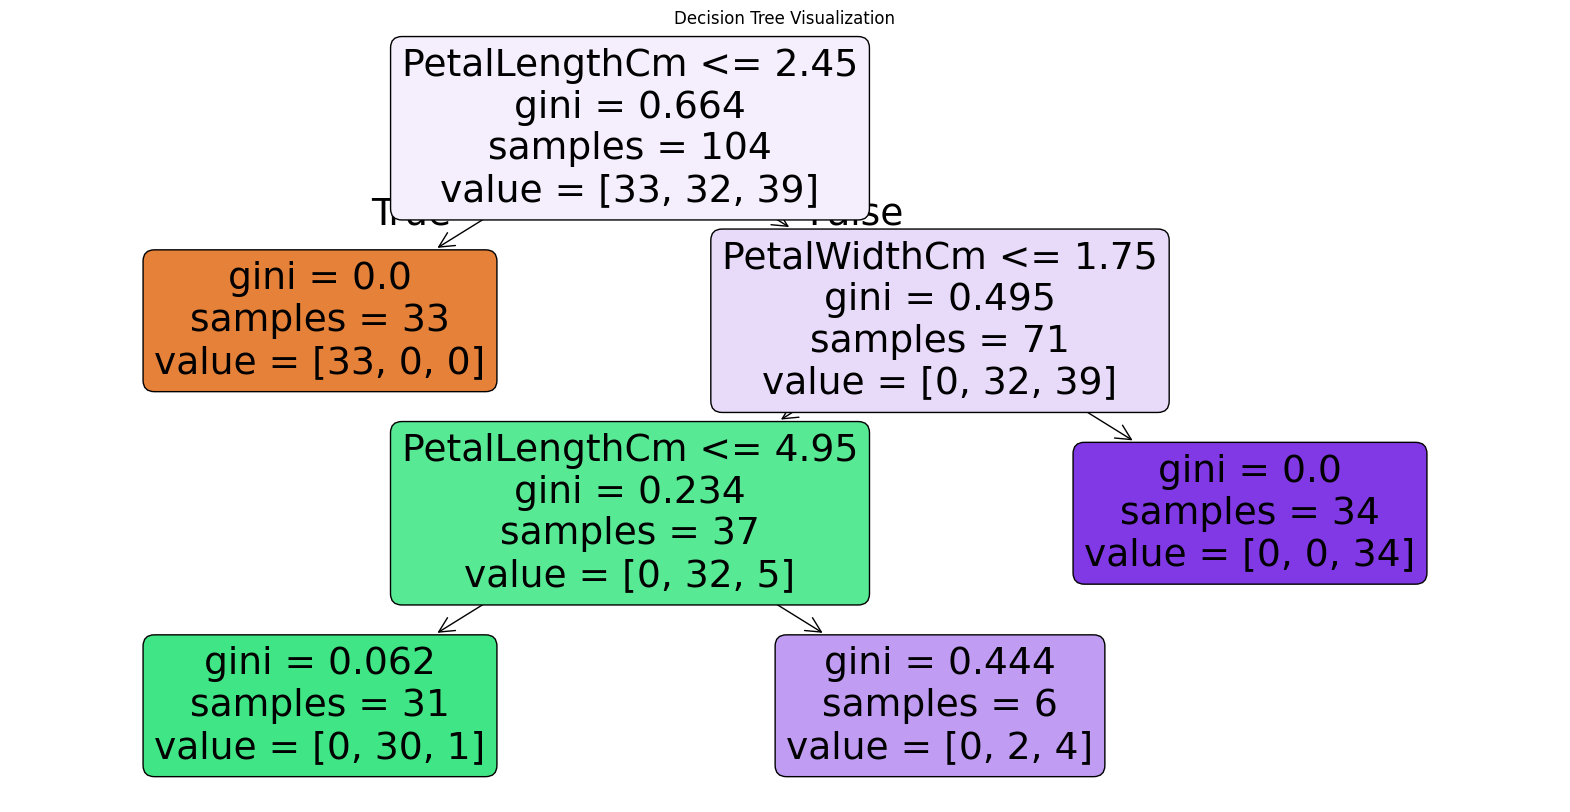 Decision Tree Visualization
PetalLengthCm <= 2.45
gini = 0.664
samples = 104
value = [33, 32, 39]
True
False
gini = 0.0
samples = 33
value = [33, 0, 0]
PetalWidthCm <= 1.75
gini = 0.495
samples = 71
value = [0, 32, 39]
PetalLengthCm <= 4.95
gini = 0.234
samples = 37
value = [0, 32, 5]
gini = 0.0
samples = 34
value = [0, 0, 34]
gini = 0.062
samples = 31
value = [0, 30, 1]
gini = 0.444
samples = 6
value = [0, 2, 4]